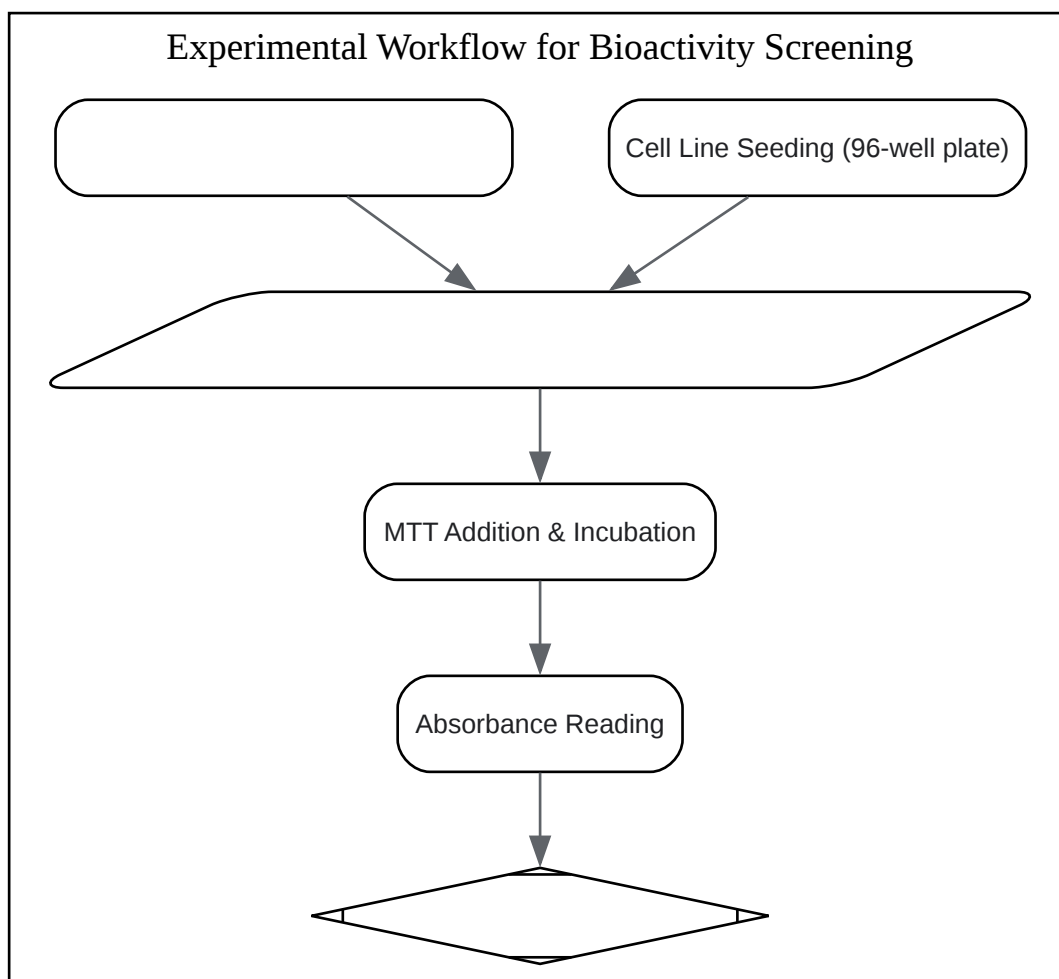 Experimental Workflow for Bioactivity Screening
Cell Line Seeding (96-well plate)
MTT Addition & Incubation
Absorbance Reading